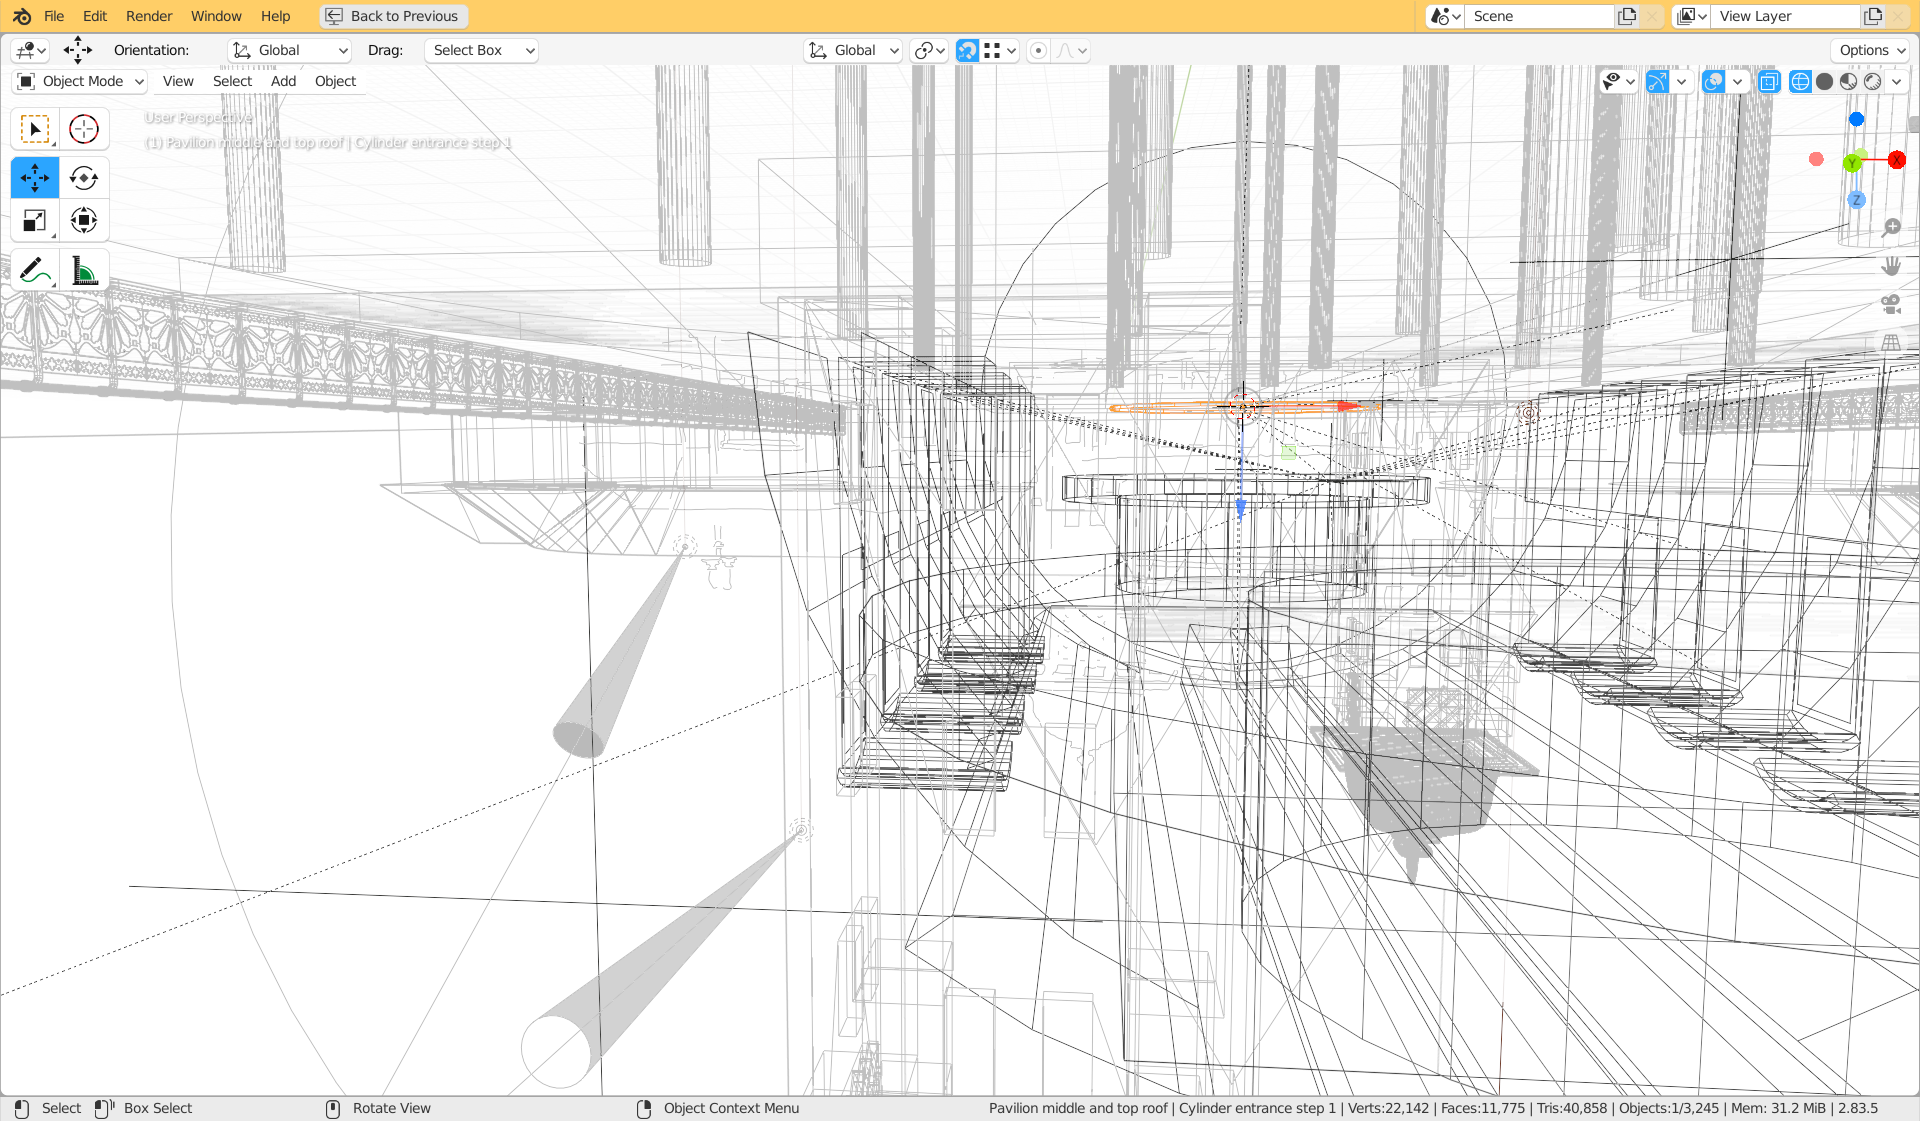 File Edit Render Window Help Back to Previous Scene View Layer
Orientation: Global Drag: Select Box Global Options
Object Mode View Select Add Object
User Perspective
(1) Pavilion middle and top roof | Cylinder entrance step 1
X
Y
Z
Select Box Select Rotate View Object Context Menu Pavilion middle and top roof | Cylinder entrance step 1 | Verts:22,142 | Faces:11,775 | Tris:40,858 | Objects:1/3,245 | Mem: 31.2 MiB | 2.83.5